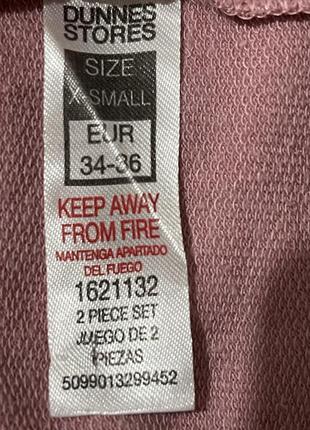 DUNNES
STORES
SIZE
X-SMALL
EUR
34-36
KEEP AWAY
FROM FIRE
MANTENGA APARTADO
DEL FUEGO
1621132
2 PIECE SET
JUEGO DE 2
PIEZAS
5099013299452